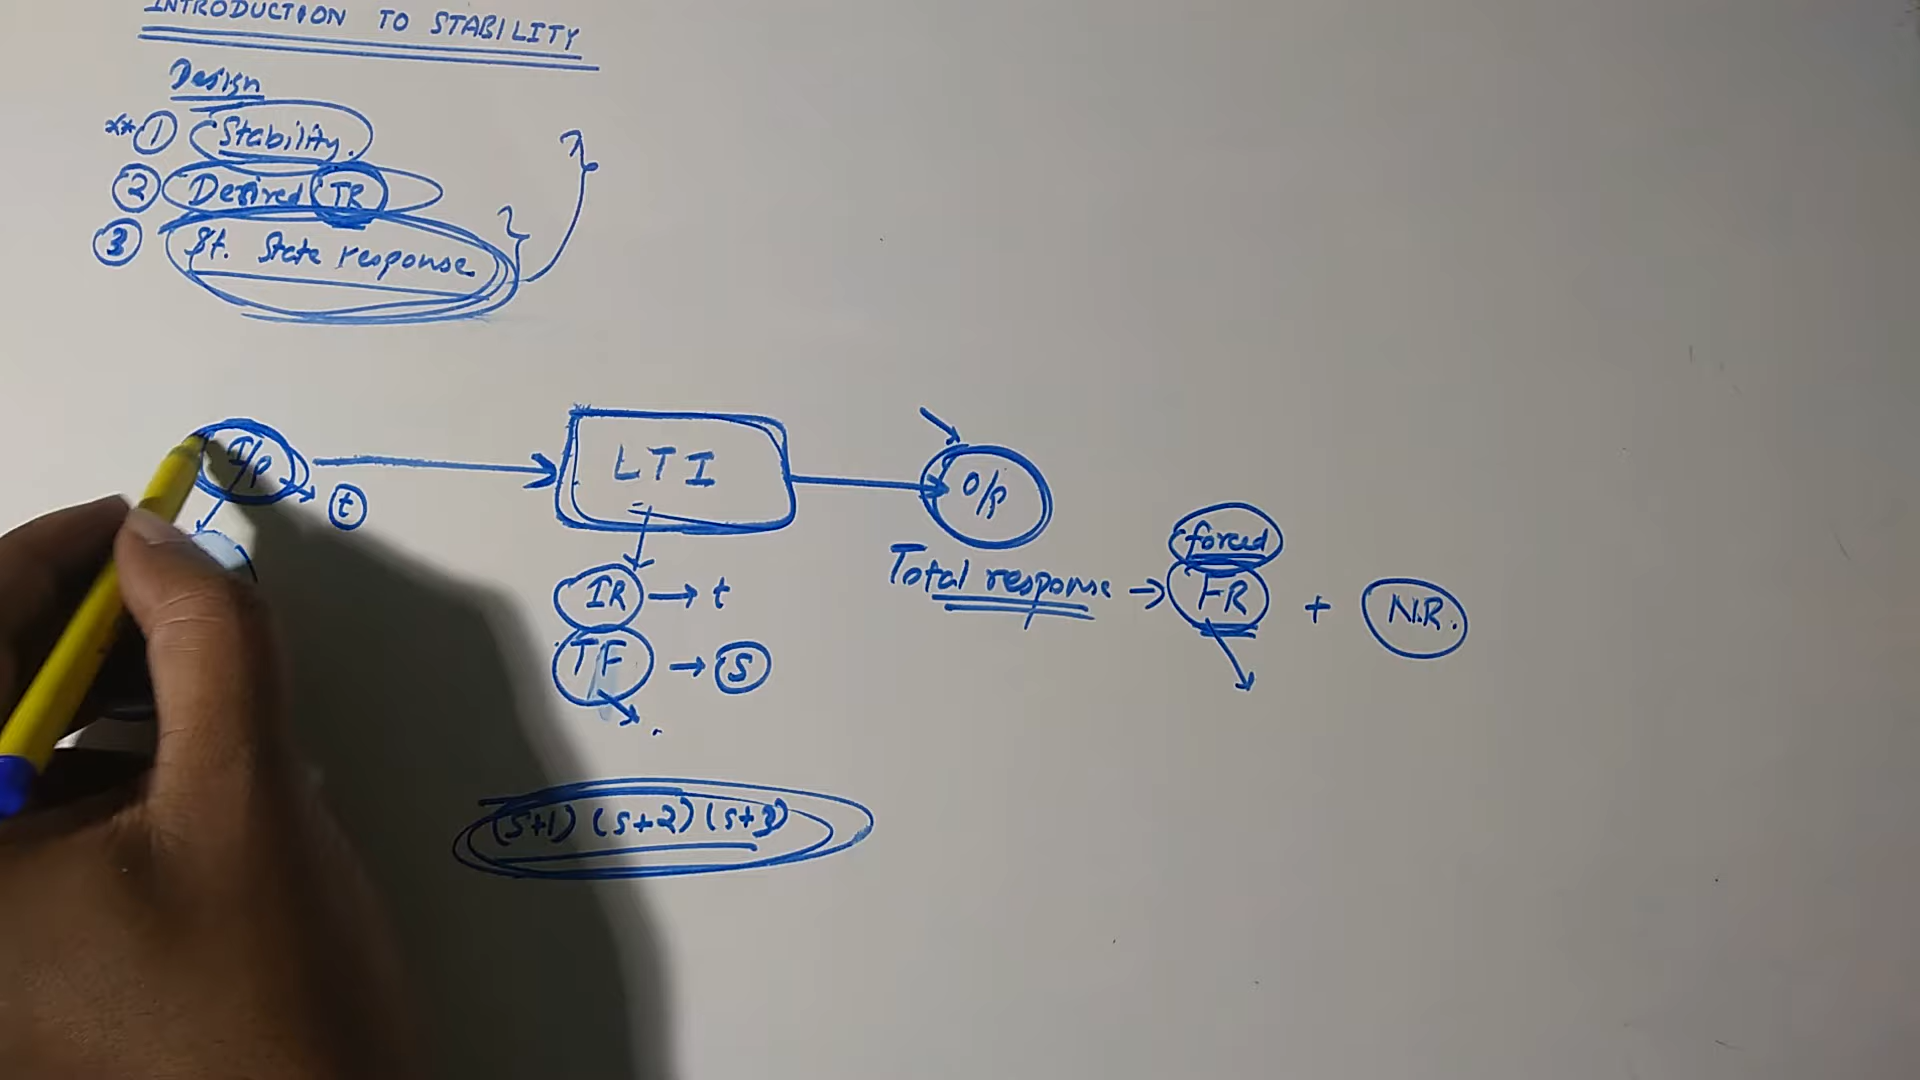 INTRODUCTION TO STABILITY
Design
** 1 Stability.
2 Desired TR
3 St. State response
I/p
t
LTI
O/p
IR → t
TF → S
Total response → FR + N.R.
forced
(S+1) (S+2) (S+3)